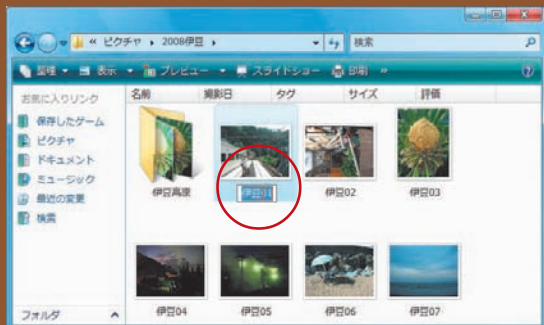 « ピクチャ ▸ 2008伊豆 ▸
検索
整理 表示 プレビュー スライドショー 印刷 »
お気に入りリンク
保存したゲーム
ピクチャ
ドキュメント
ミュージック
最近の変更
検索
フォルダ
名前 撮影日 タグ サイズ 評価
伊豆高原 伊豆01 伊豆02 伊豆03
伊豆04 伊豆05 伊豆06 伊豆07